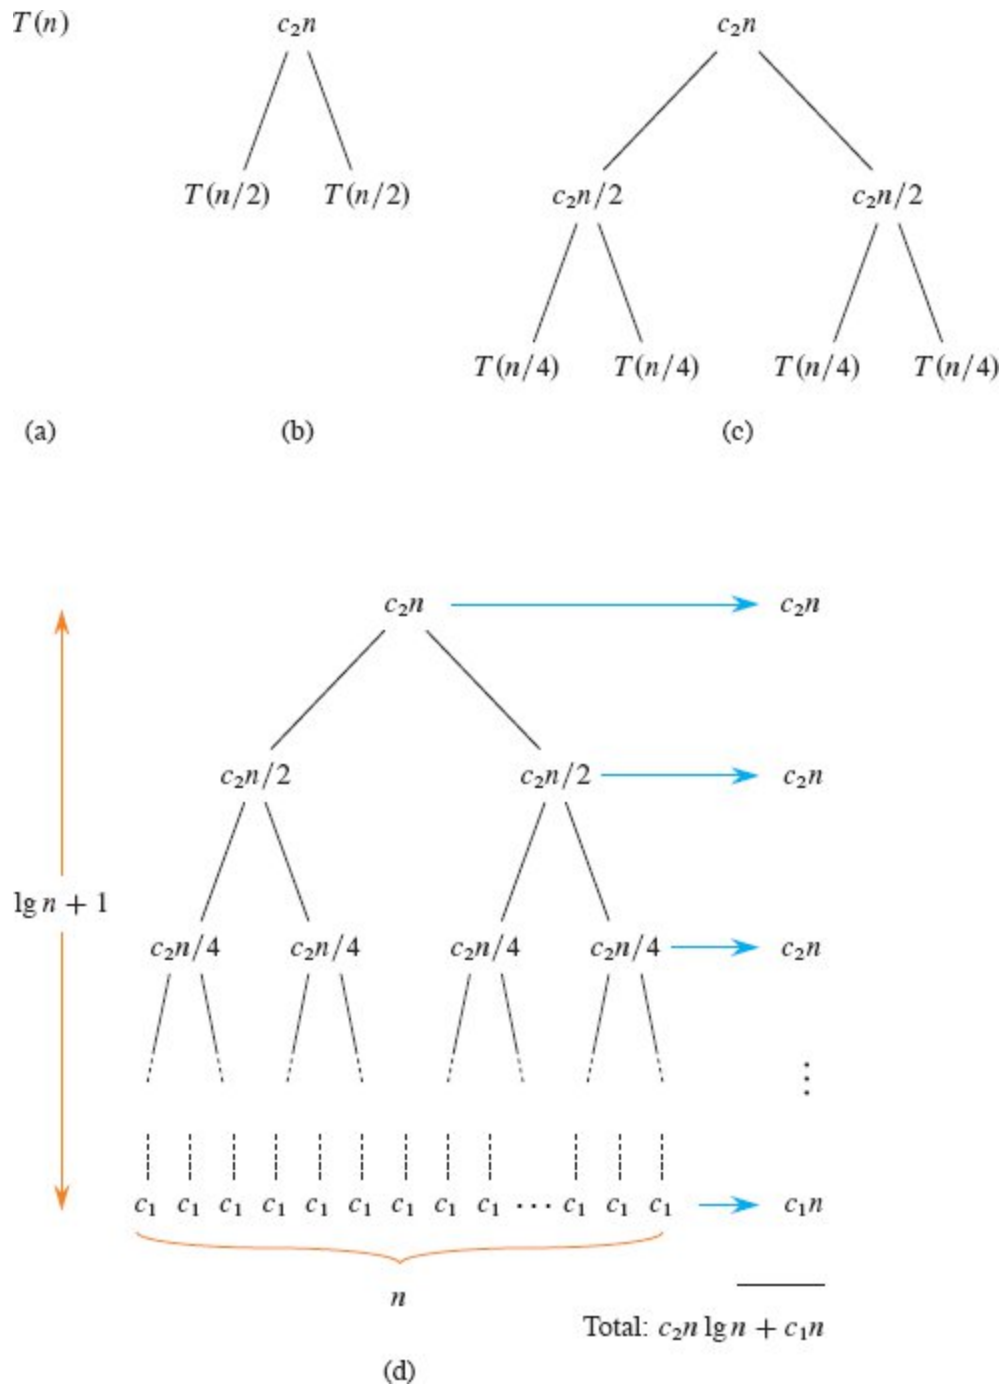 T(n) c₂n c₂n
T(n/2) T(n/2) c₂n/2 c₂n/2
T(n/4) T(n/4) T(n/4) T(n/4)
(a) (b) (c)
c₂n c₂n
c₂n/2 c₂n/2 c₂n
lg n + 1
c₂n/4 c₂n/4 c₂n/4 c₂n/4 c₂n
⋮
c₁ c₁ c₁ c₁ c₁ c₁ c₁ c₁ c₁ ⋯ c₁ c₁ c₁ c₁n
n
Total: c₂n lg n + c₁n
(d)